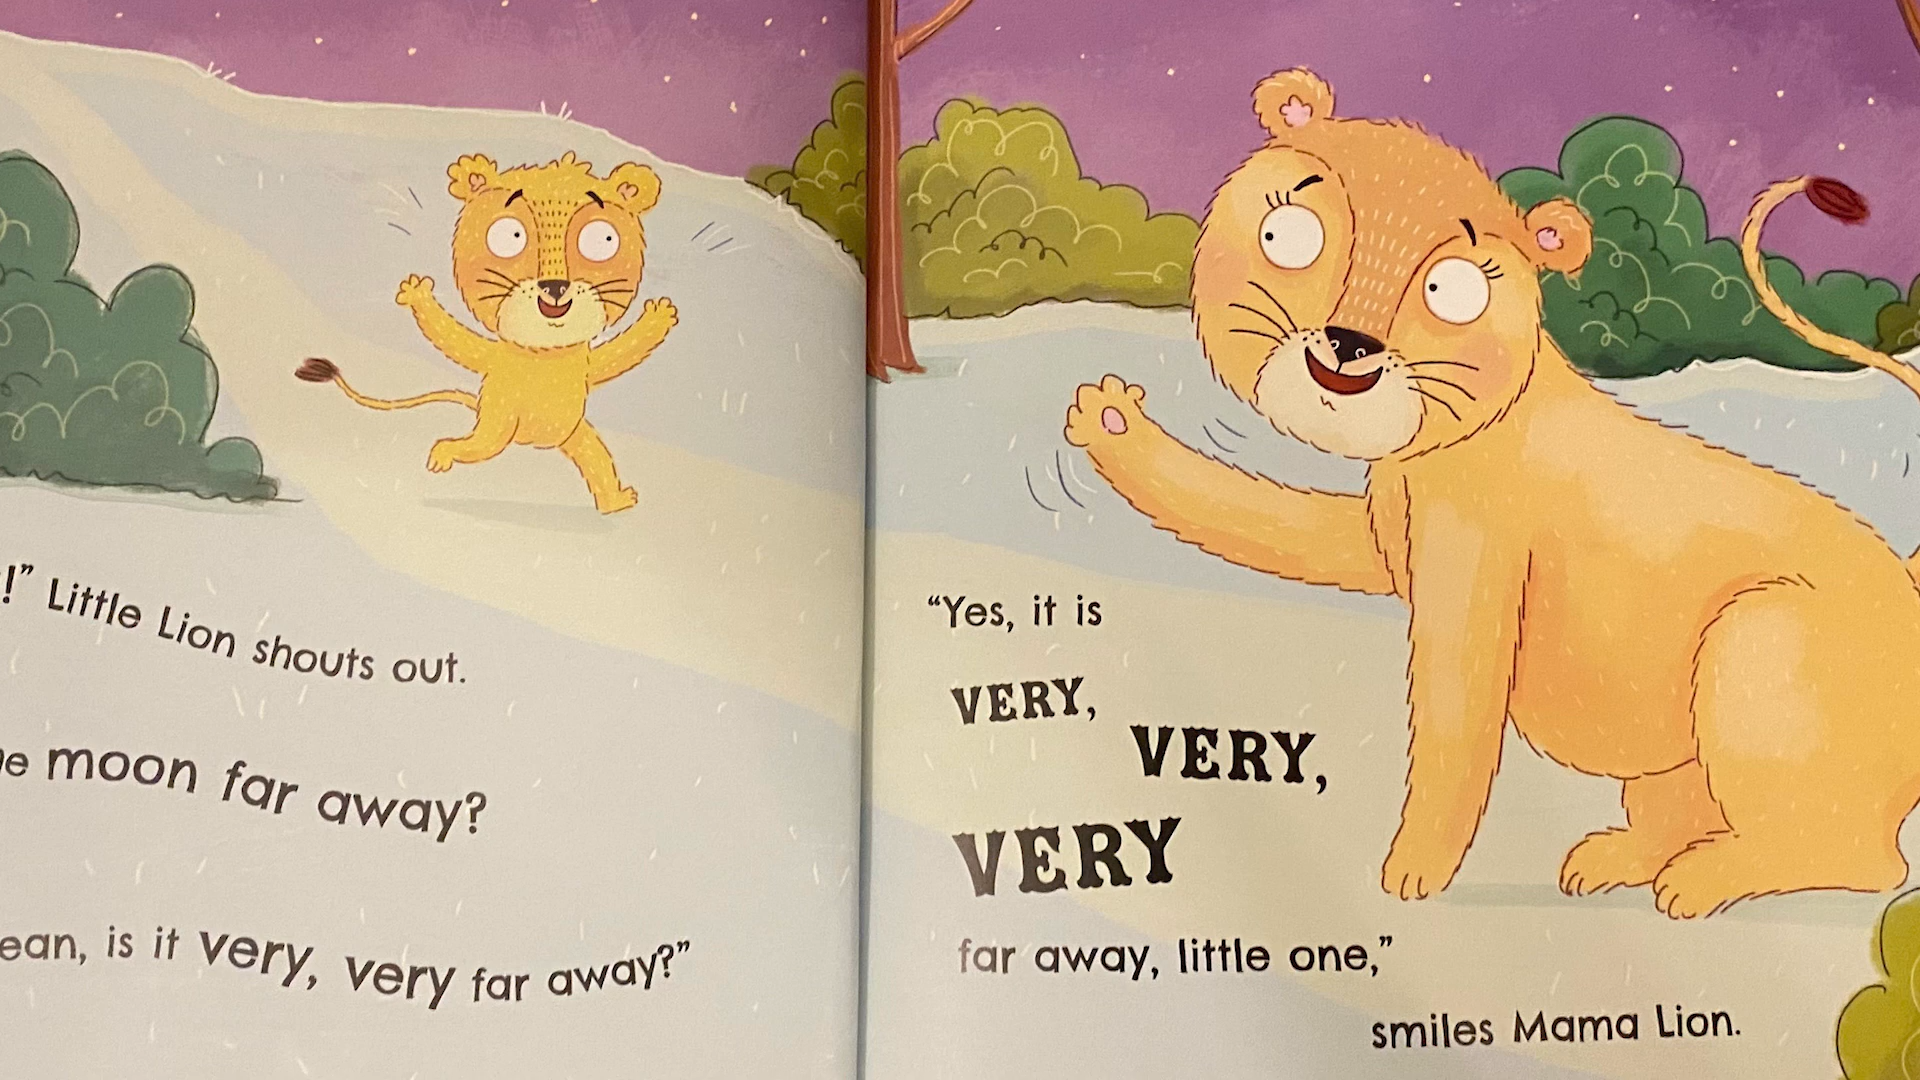 !” Little Lion shouts out.
moon far away?
is it very, very far away?”
“Yes, it is
VERY,
VERY,
VERY
far away, little one,”
smiles Mama Lion.